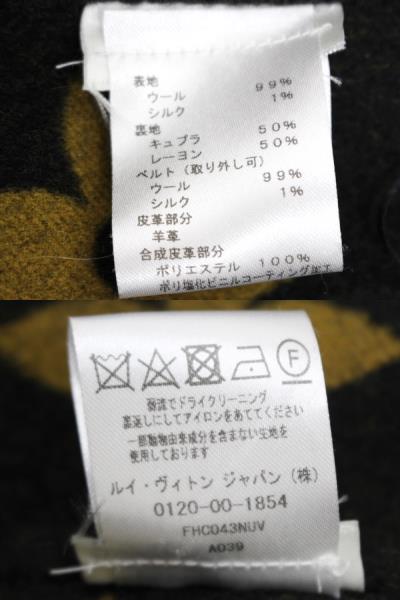 表地
ウール 99%
シルク 1%
裏地
キュプラ 50%
レーヨン 50%
ベルト(取り外し可)
ウール 99%
シルク 1%
皮革部分
羊革
合成皮革部分
ポリエステル 100%
ポリ塩化ビニルコーティング加工
F
微流でドライクリーニング
裏返しにしてアイロンをあててください
一部動物由来成分を含まない生地を
使用しております
ルイ・ヴィトン ジャパン (株)
0120-00-1854
FHC043NUV
A039